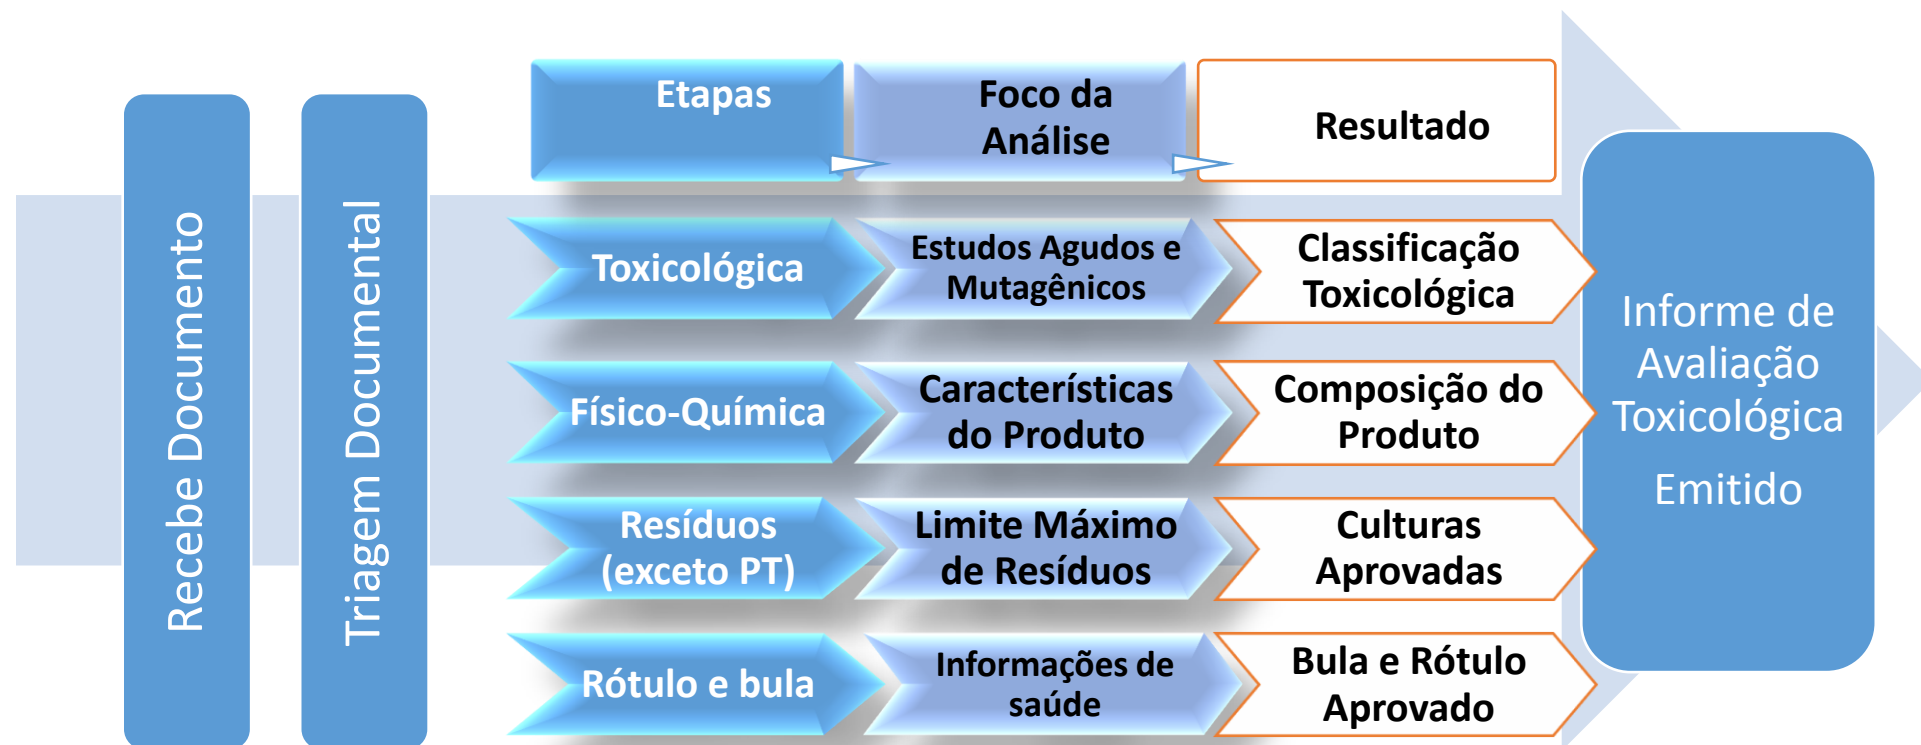 Recebe Documento
Triagem Documental
Etapas
Foco da
Análise
Resultado
Toxicológica
Estudos Agudos e
Mutagênicos
Classificação
Toxicológica
Físico-Química
Características
do Produto
Composição do
Produto
Resíduos
(exceto PT)
Limite Máximo
de Resíduos
Culturas
Aprovadas
Rótulo e bula
Informações de
saúde
Bula e Rótulo
Aprovado
Informe de
Avaliação
Toxicológica
Emitido